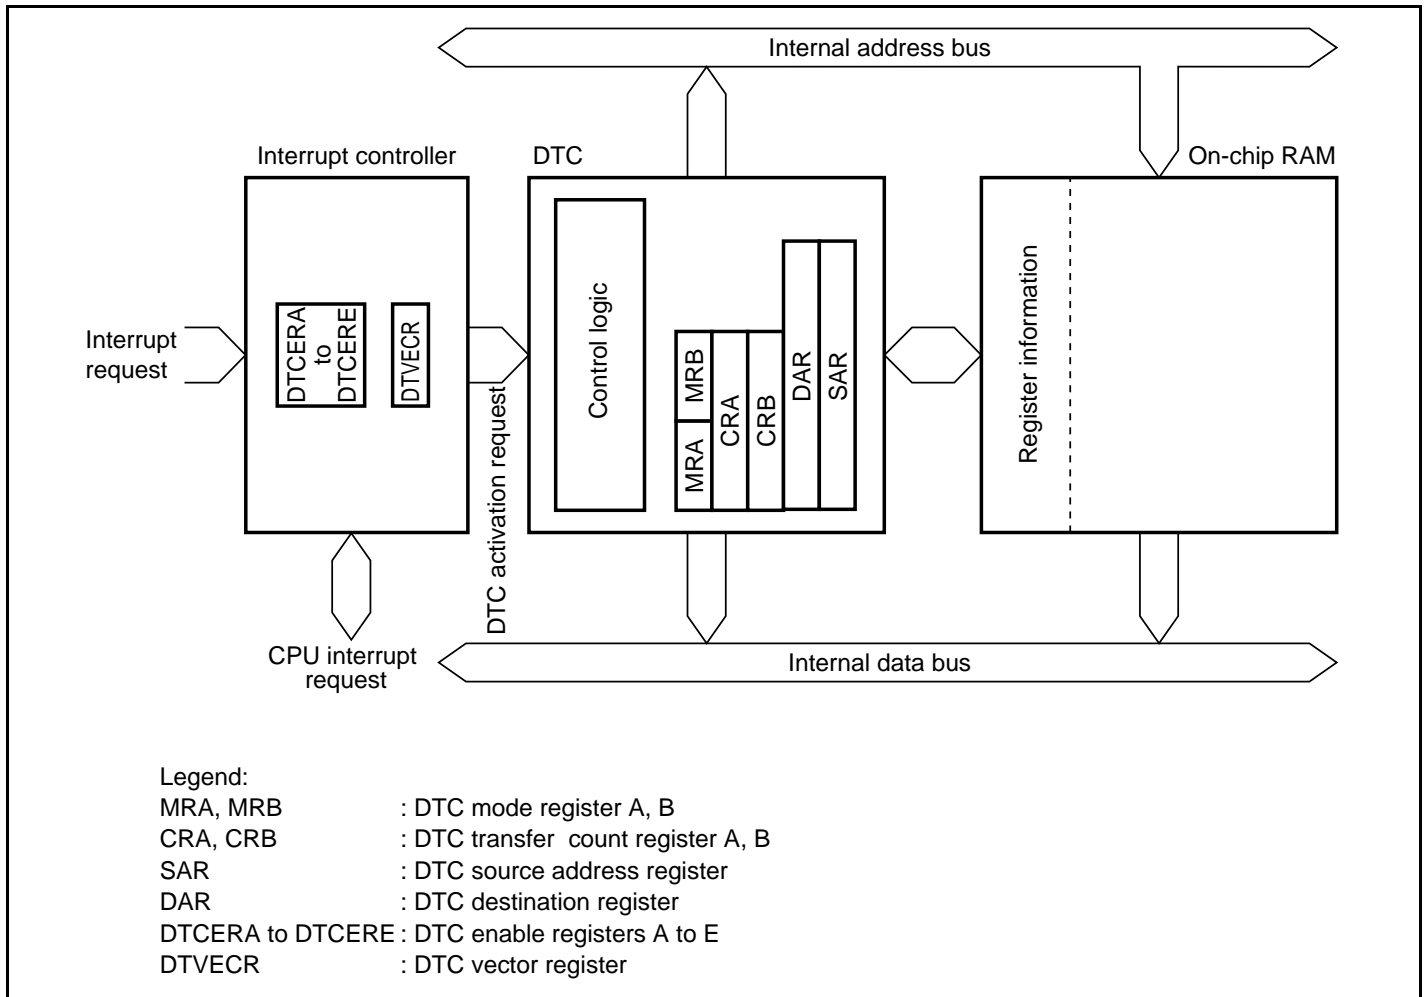 Internal address bus
Interrupt controller
DTC
On-chip RAM
Interrupt
request
DTCERA
to
DTCERE
DTVECR
DTC activation request
Control logic
MRA
MRB
CRA
CRB
DAR
SAR
Register information
CPU interrupt
request
Internal data bus
Legend:
MRA, MRB : DTC mode register A, B
CRA, CRB : DTC transfer count register A, B
SAR : DTC source address register
DAR : DTC destination register
DTCERA to DTCERE : DTC enable registers A to E
DTVECR : DTC vector register